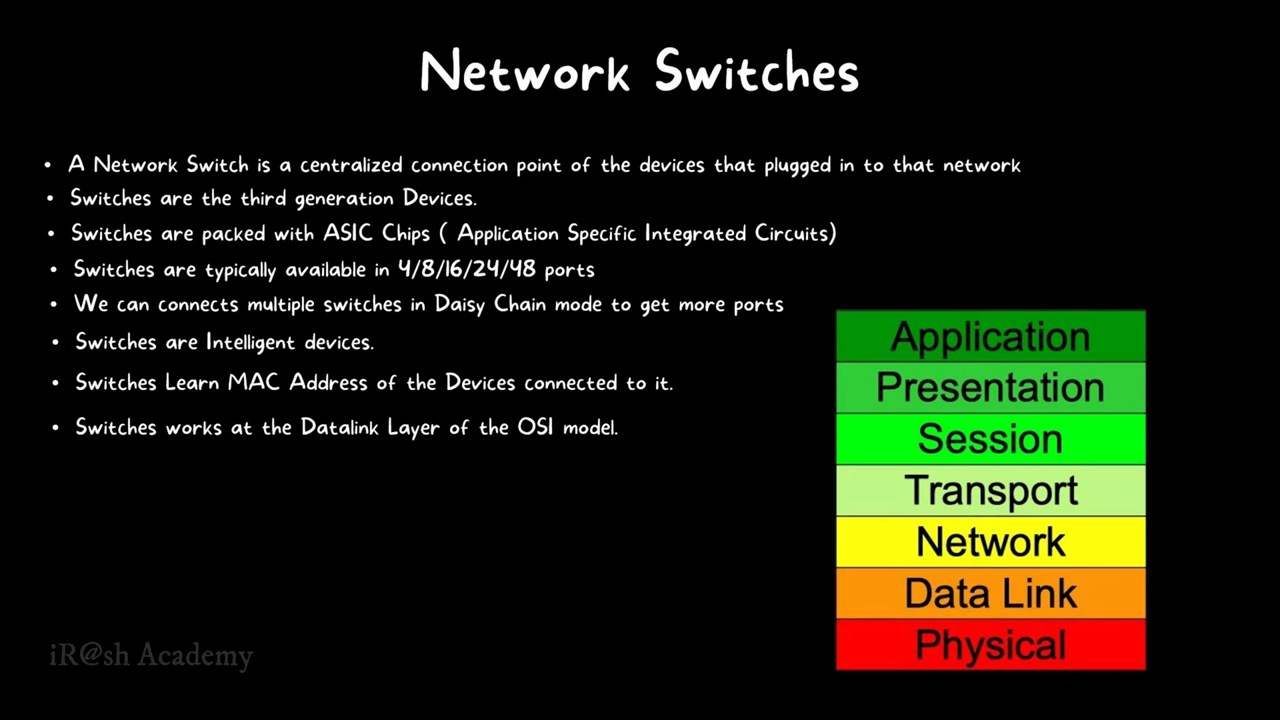 Network Switches
• A Network Switch is a centralized connection point of the devices that plugged in to that network
• Switches are the third generation Devices.
• Switches are packed with ASIC Chips ( Application Specific Integrated Circuits)
• Switches are typically available in 4/8/16/24/48 ports
• We can connects multiple switches in Daisy Chain mode to get more ports
• Switches are Intelligent devices.
• Switches Learn MAC Address of the Devices connected to it.
• Switches works at the Datalink Layer of the OSI model.
Application
Presentation
Session
Transport
Network
Data Link
Physical
iR@sh Academy